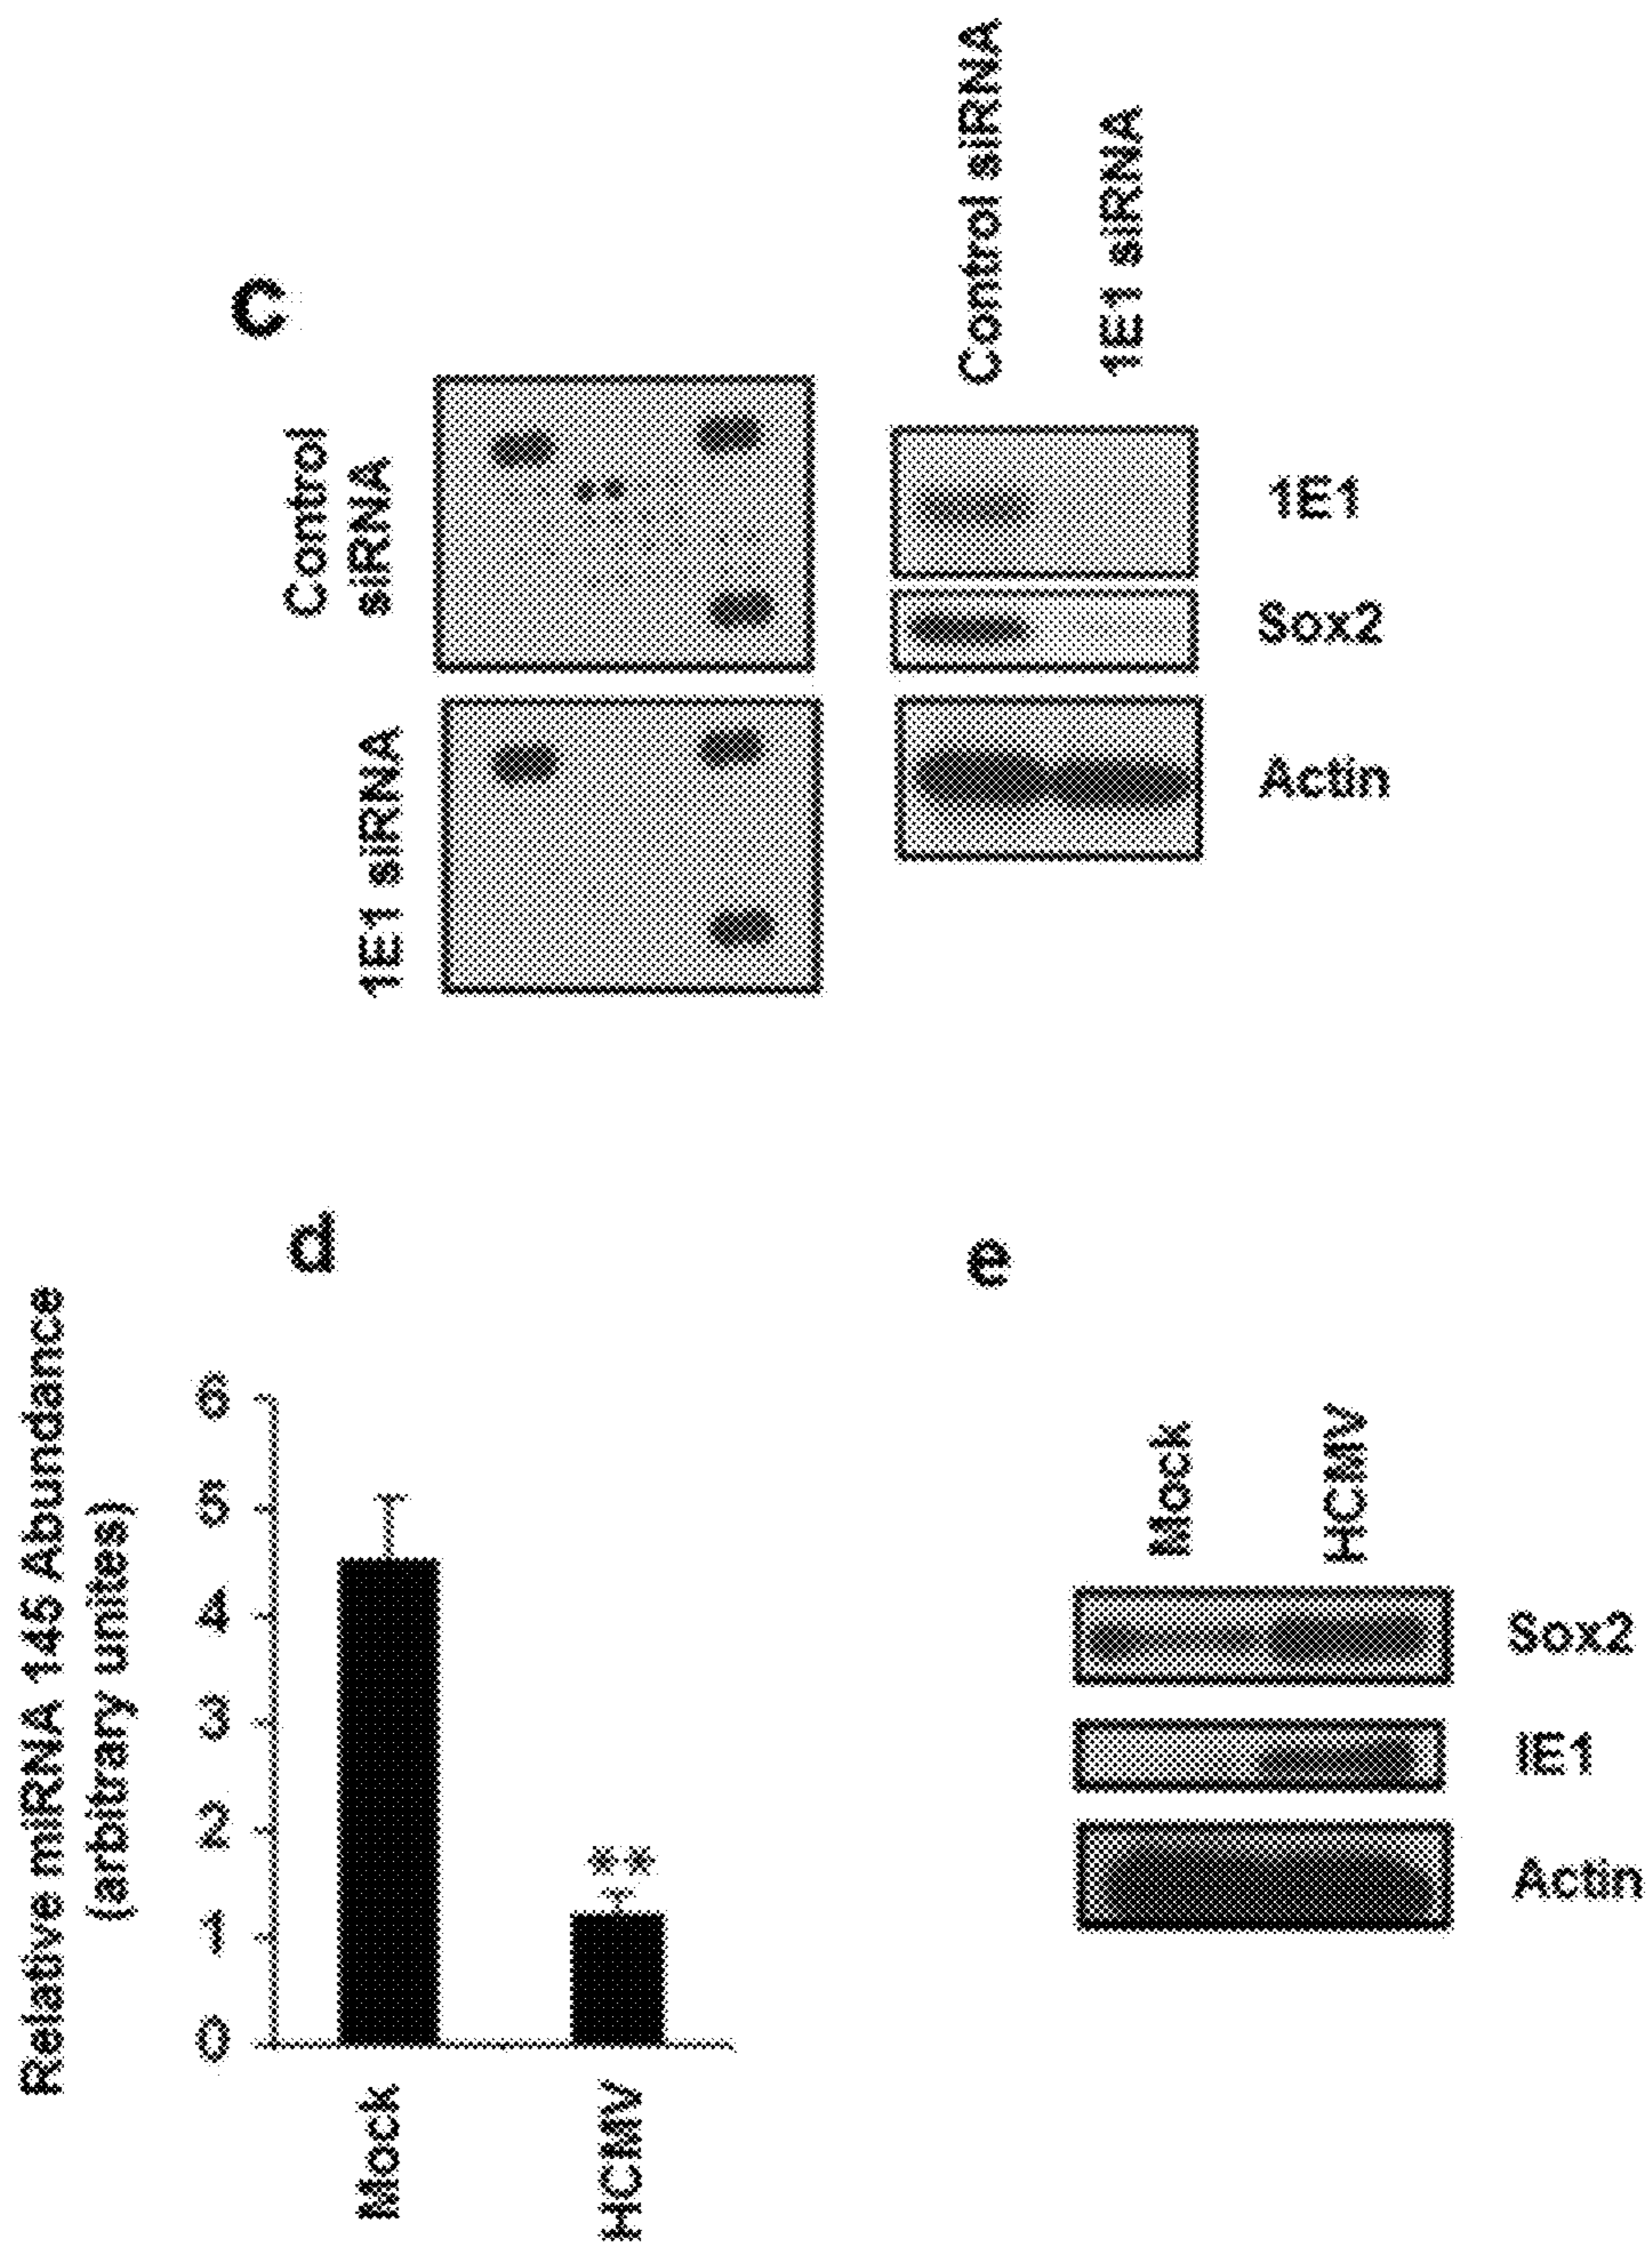 c
Control
siRNA
1E1 siRNA
Control siRNA
1E1 siRNA
1E1
Sox2
Actin
d
Relative miRNA 145 Abundance
(arbitrary unites)
6
5
4
3
2
1
0
**
Mock
HCMV
e
Mock
HCMV
Sox2
IE1
Actin